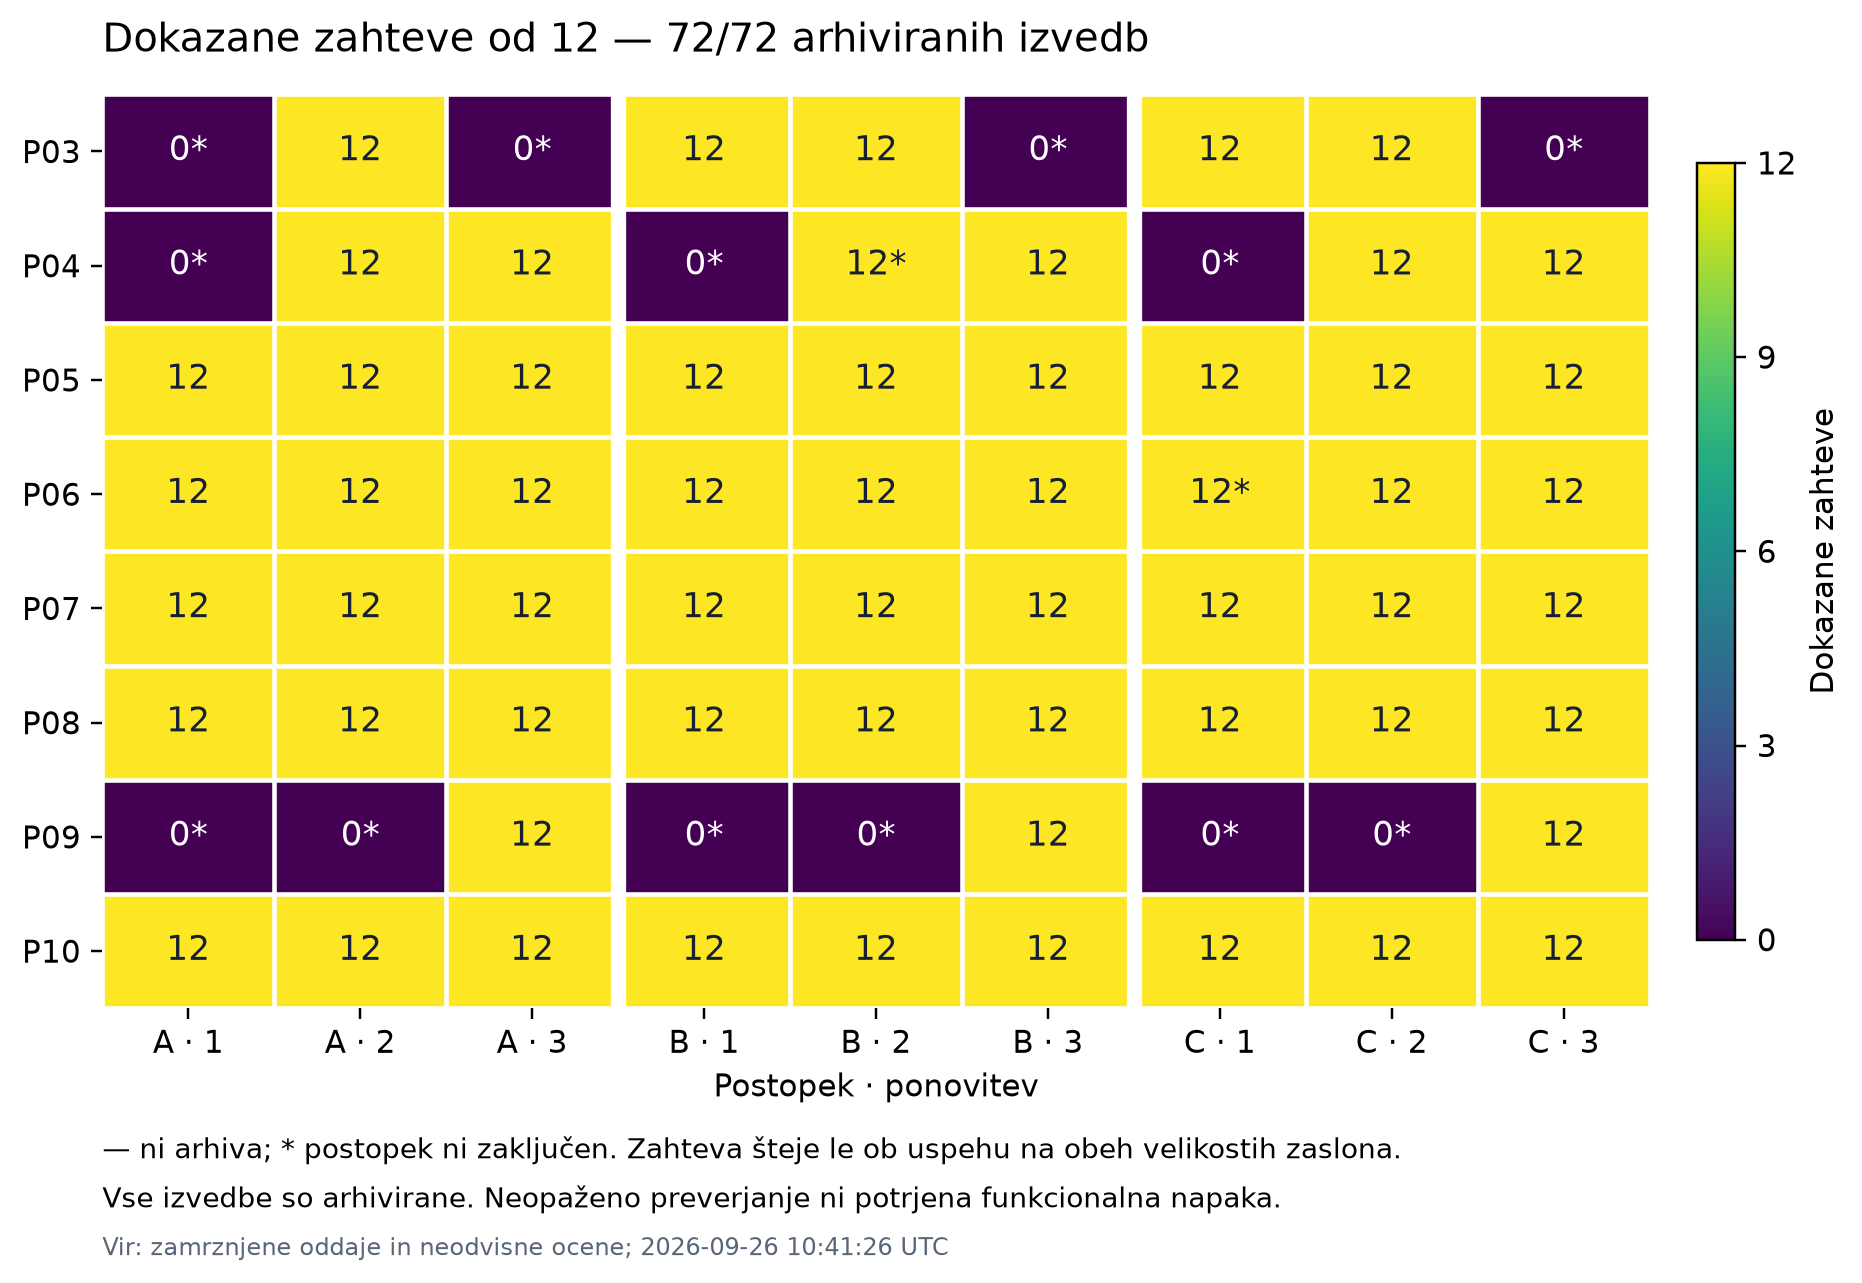 Dokazane zahteve od 12 — 72/72 arhiviranih izvedb
P03 0* 12 0* 12 12 0* 12 12 0*
P04 0* 12 12 0* 12* 12 0* 12 12
P05 12 12 12 12 12 12 12 12 12
P06 12 12 12 12 12 12 12* 12 12
P07 12 12 12 12 12 12 12 12 12
P08 12 12 12 12 12 12 12 12 12
P09 0* 0* 12 0* 0* 12 0* 0* 12
P10 12 12 12 12 12 12 12 12 12
A · 1 A · 2 A · 3 B · 1 B · 2 B · 3 C · 1 C · 2 C · 3
Postopek · ponovitev
12
9
6
3
0
Dokazane zahteve
— ni arhiva; * postopek ni zaključen. Zahteva šteje le ob uspehu na obeh velikostih zaslona.
Vse izvedbe so arhivirane. Neopaženo preverjanje ni potrjena funkcionalna napaka.
Vir: zamrznjene oddaje in neodvisne ocene; 2026-09-26 10:41:26 UTC